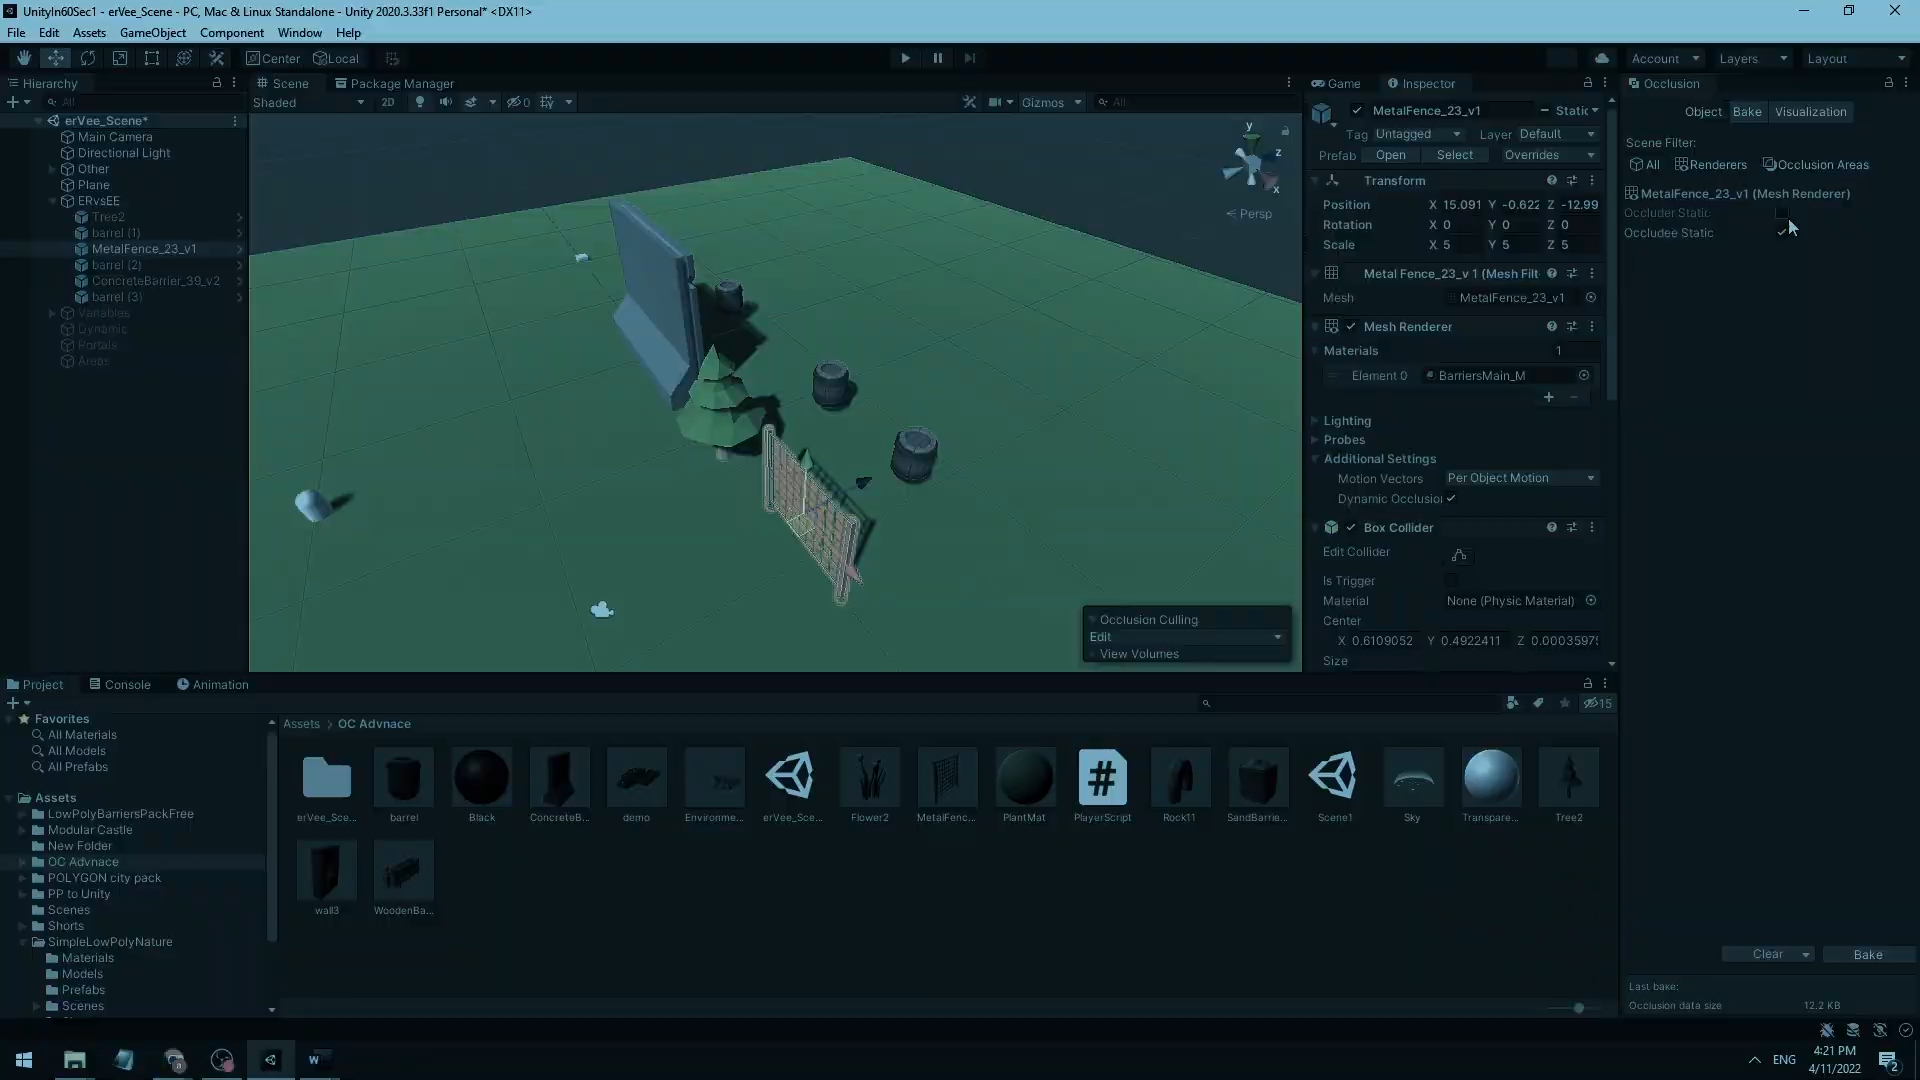 UnityIn60Sec1 - erVee_Scene - PC, Mac & Linux Standalone - Unity 2020.3.33f1 Personal* <DX11>
File Edit Assets GameObject Component Window Help
Center Local
Account Layers Layout
Hierarchy
All
erVee_Scene*
Main Camera
Directional Light
Other
Plane
ERvsEE
Tree2
barrel (1)
MetalFence_23_v1
barrel (2)
ConcreteBarrier_39_v2
barrel (3)
Variables
Dynamic
Portals
Areas
Scene Package Manager
Shaded 2D 0 Gizmos All
y
z
x
Persp
Occlusion Culling
Edit
View Volumes
Game Inspector
MetalFence_23_v1 Static
Tag Untagged Layer Default
Prefab Open Select Overrides
Transform
Position X 15.091 Y -0.622 Z -12.99
Rotation X 0 Y 0 Z 0
Scale X 5 Y 5 Z 5
Metal Fence_23_v 1 (Mesh Filt
Mesh MetalFence_23_v1
Mesh Renderer
Materials 1
Element 0 BarriersMain_M
Lighting
Probes
Additional Settings
Motion Vectors Per Object Motion
Dynamic Occlusion
Box Collider
Edit Collider
Is Trigger
Material None (Physic Material)
Center
X 0.6109052 Y 0.4922411 Z 0.00035975
Size
Occlusion
Object Bake Visualization
Scene Filter:
All Renderers Occlusion Areas
MetalFence_23_v1 (Mesh Renderer)
Occluder Static
Occludee Static
Clear Bake
Last bake:
Occlusion data size 12.2 KB
Project Console Animation
15
Favorites
All Materials
All Models
All Prefabs
Assets
LowPolyBarriersPackFree
Modular Castle
New Folder
OC Advnace
POLYGON city pack
PP to Unity
Scenes
Shorts
SimpleLowPolyNature
Materials
Models
Prefabs
Scenes
Assets > OC Advnace
erVee_Sce... barrel Black ConcreteB... demo Environme... erVee_Sce... Flower2 MetalFenc... PlantMat PlayerScript Rock11 SandBarrie... Scene1 Sky Transpare... Tree2
wall3 WoodenBa...
ENG
4:21 PM
4/11/2022
2